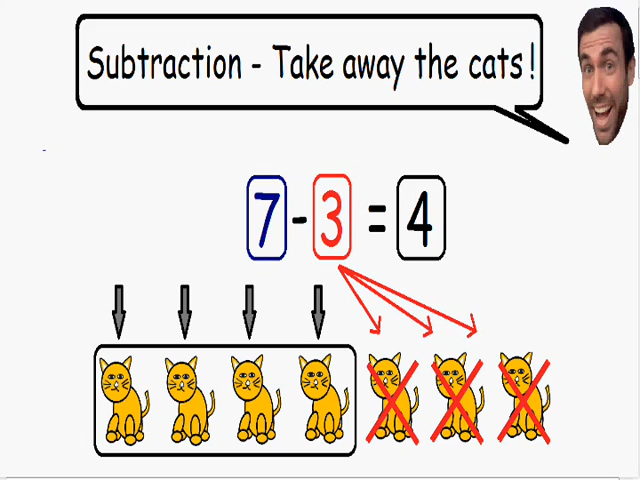 Subtraction - Take away the cats !
7 - 3 = 4